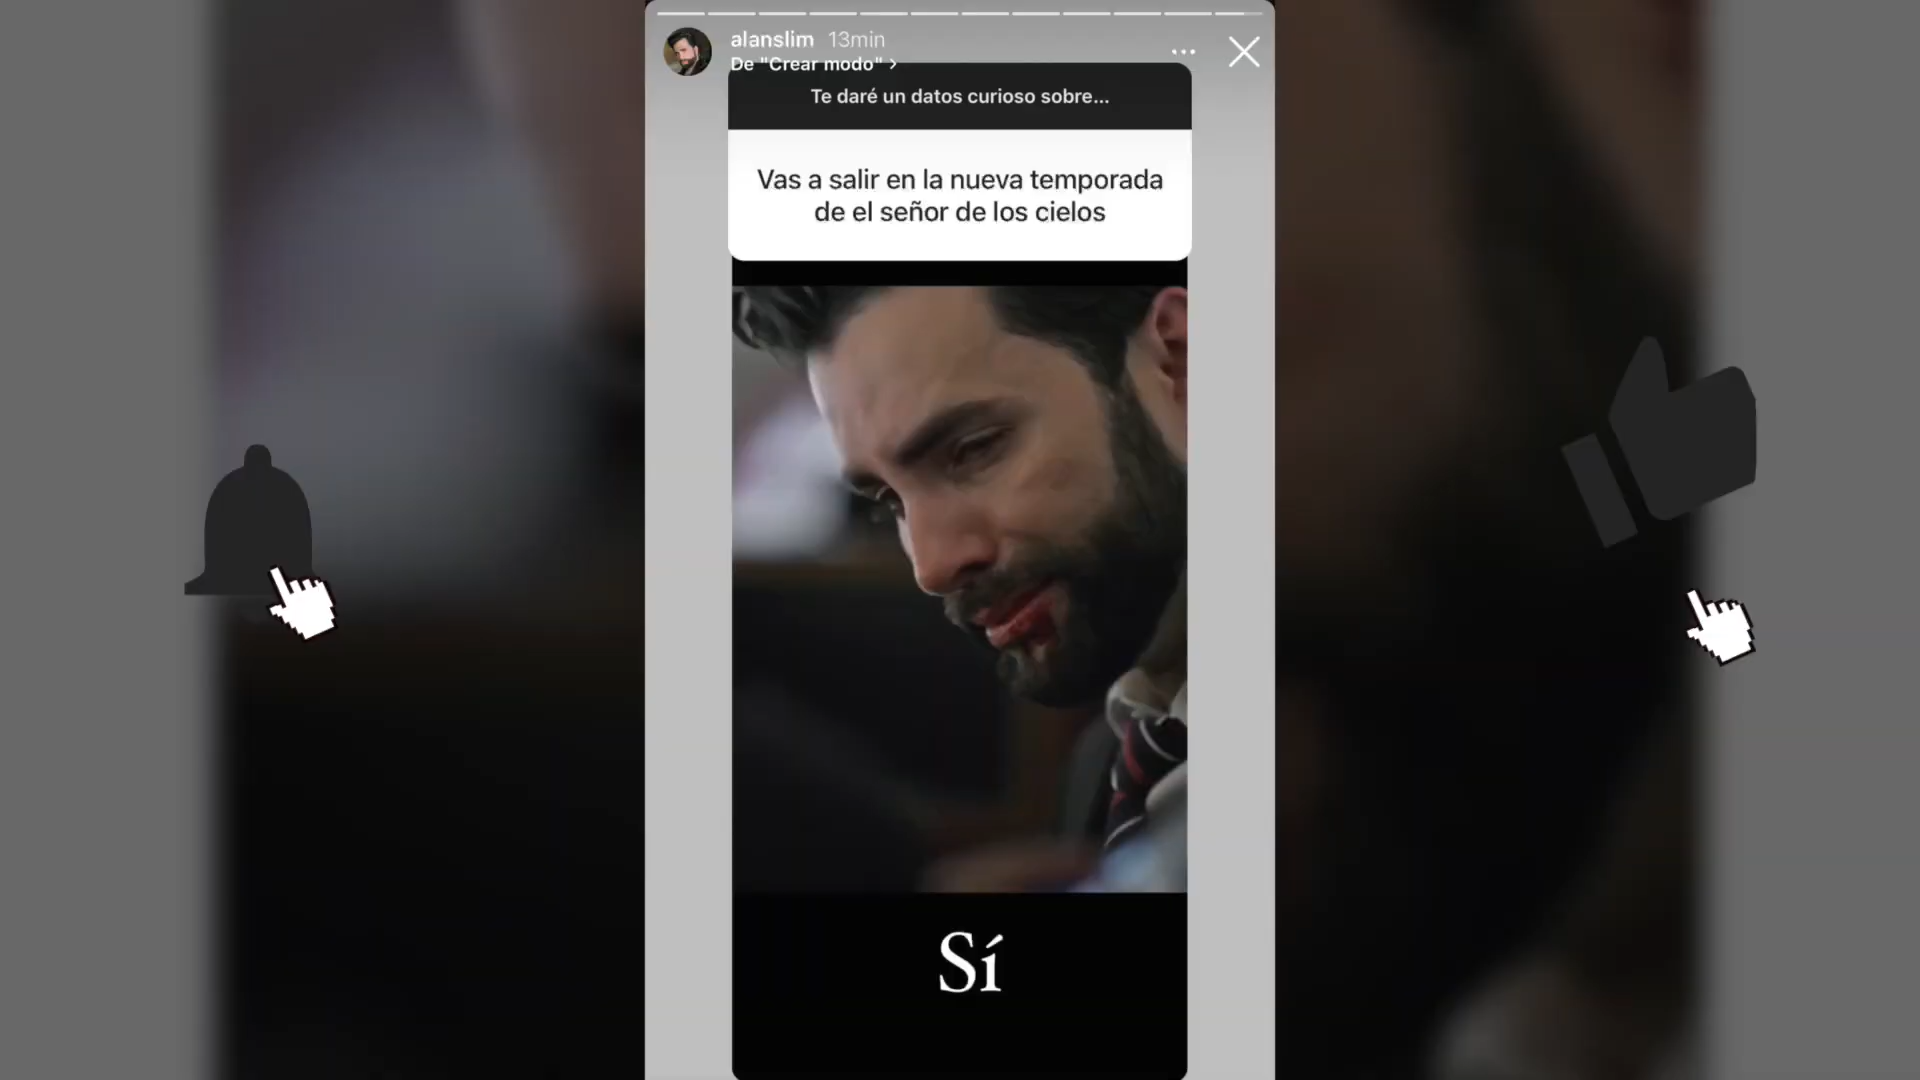 alanslim 13min
De "Crear modo" >
Te daré un datos curioso sobre...
Vas a salir en la nueva temporada
de el señor de los cielos
Sí